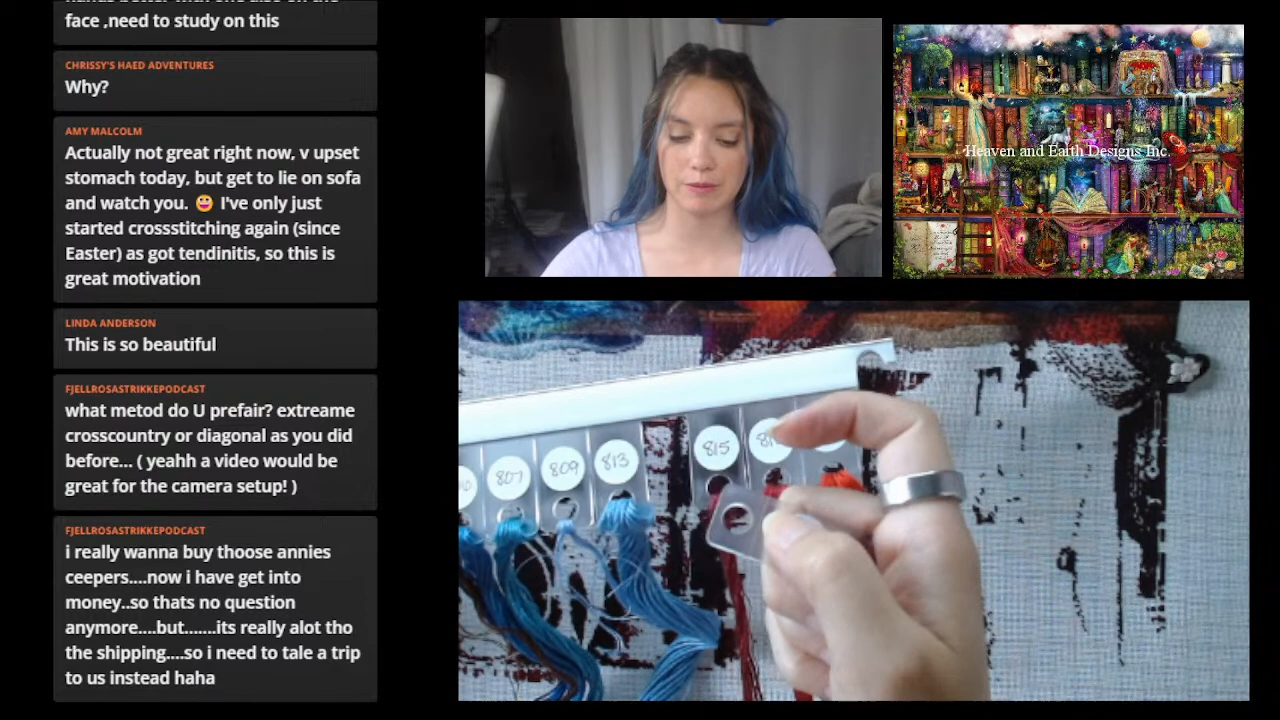 face ,need to study on this
CHRISSY'S HAED ADVENTURES
Why?
AMY MALCOLM
Actually not great right now, v upset
stomach today, but get to lie on sofa
and watch you. 😀 I've only just
started crossstitching again (since
Easter) as got tendinitis, so this is
great motivation
LINDA ANDERSON
This is so beautiful
FJELLROSASTRIKKEPODCAST
what metod do U prefair? extreame
crosscountry or diagonal as you did
before... ( yeahh a video would be
great for the camera setup! )
FJELLROSASTRIKKEPODCAST
i really wanna buy thoose annies
ceepers....now i have get into
money..so thats no question
anymore....but.......its really alot tho
the shipping....so i need to tale a trip
to us instead haha
Heaven and Earth Designs Inc
807
809
813
815